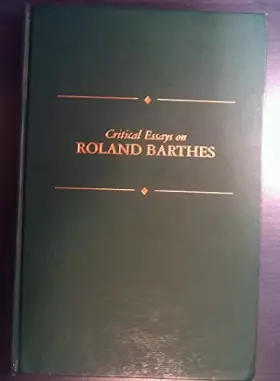 Critical Essays on
ROLAND BARTHES